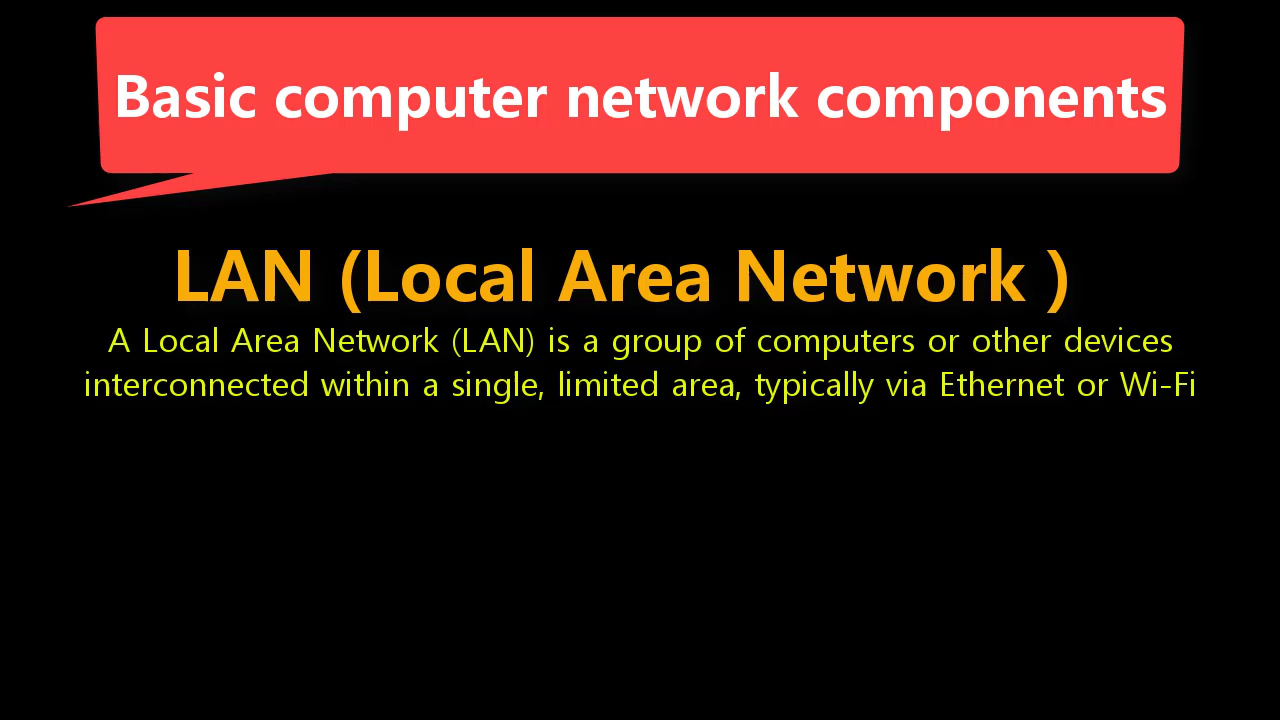 Basic computer network components
LAN (Local Area Network )
A Local Area Network (LAN) is a group of computers or other devices
interconnected within a single, limited area, typically via Ethernet or Wi-Fi